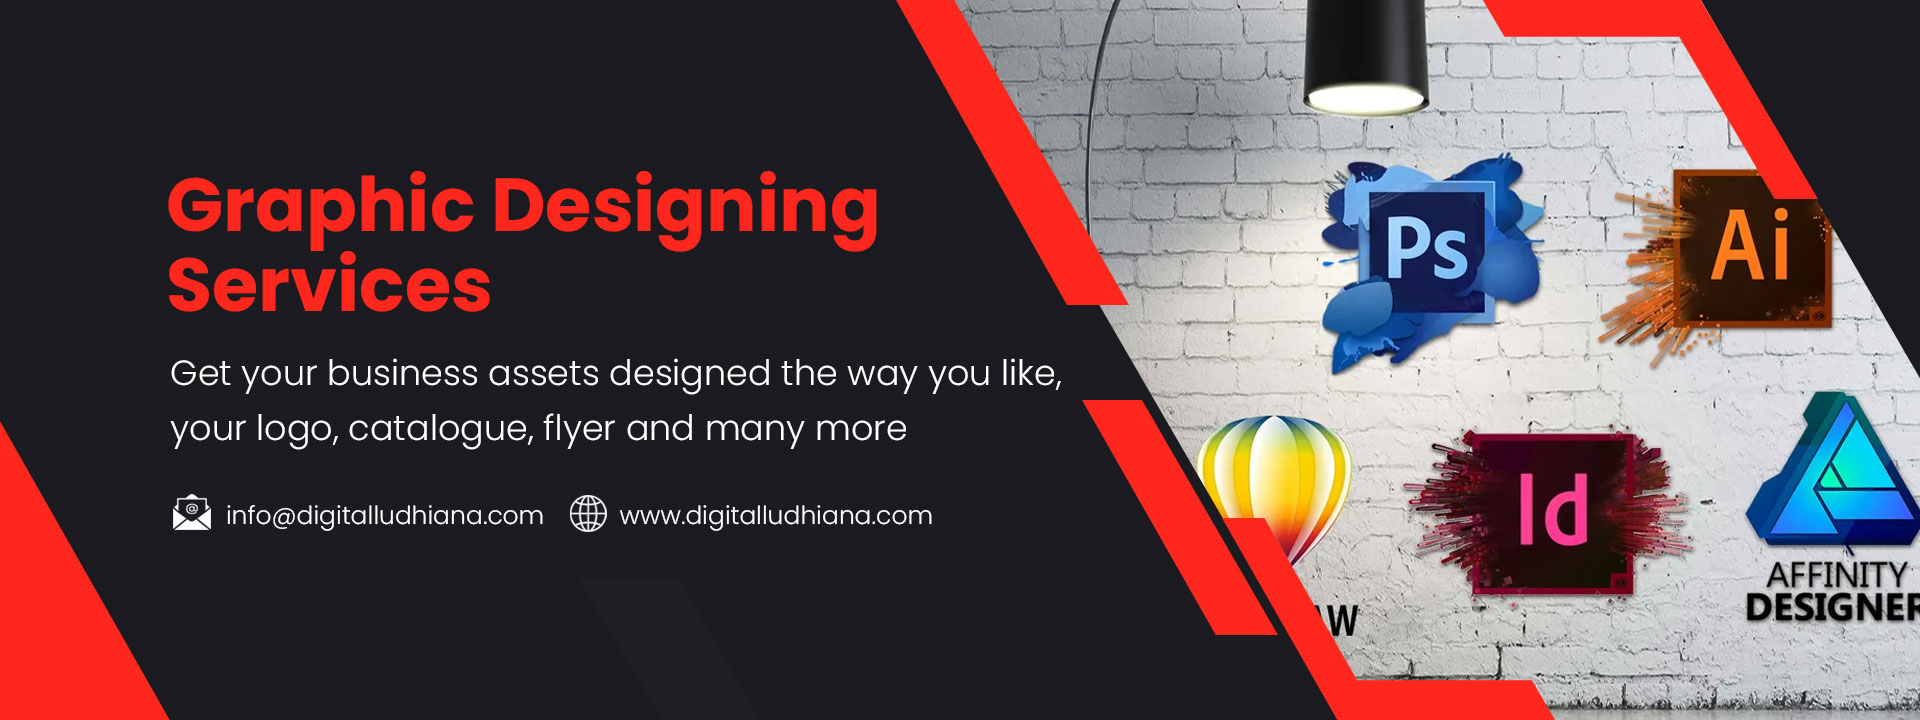 Graphic Designing
Services
Get your business assets designed the way you like,
your logo, catalogue, flyer and many more
info@digitalludhiana.com
www.digitalludhiana.com
Ps
Ai
Id
AFFINITY
DESIGNER